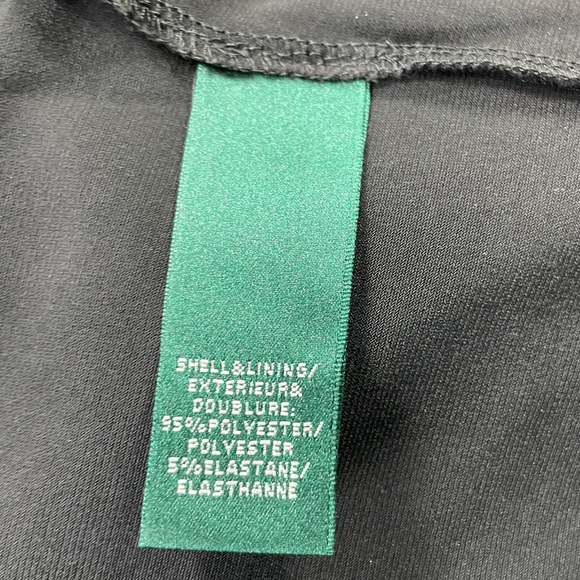 SHELL&LINING/
EXTERIEUR&
DOUBLURE:
95%POLYESTER/
POLYESTER
5%ELASTANE/
ELASTHANNE